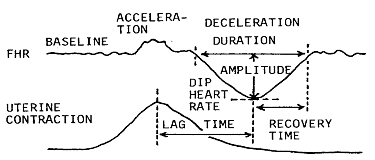 ACCELERA-
TION
DECELERATION
DURATION
BASELINE
FHR
AMPLITUDE
DIP
HEART
RATE
UTERINE
CONTRACTION
LAG TIME
RECOVERY
TIME